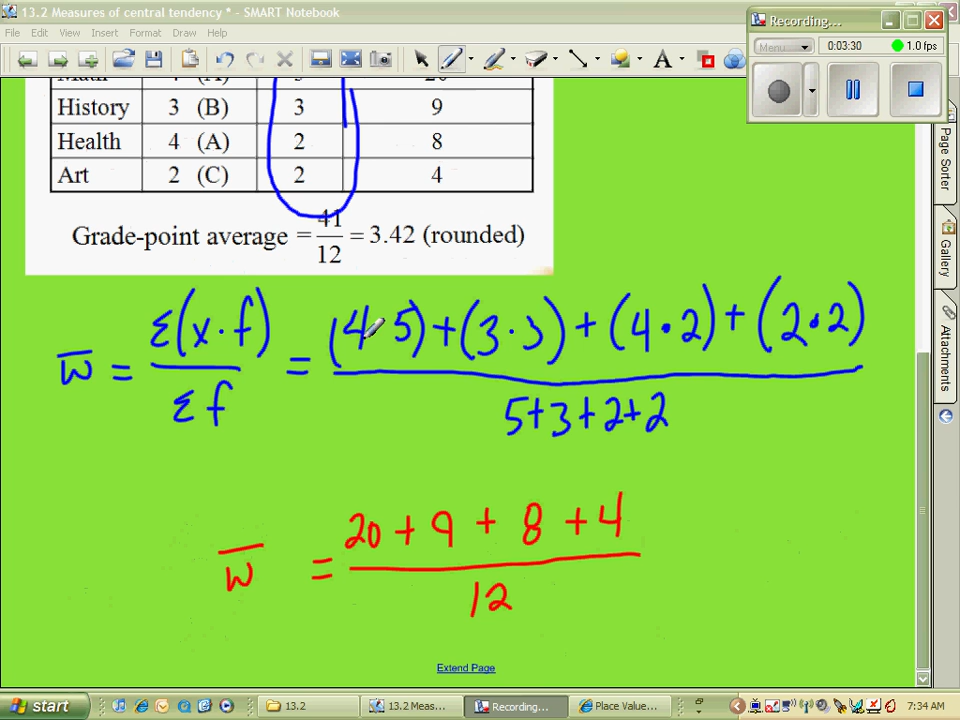 13.2 Measures of central tendency * - SMART Notebook
File Edit View Insert Format Draw Help
Recording...
Menu 0:03:30 1.0 fps
Math 4 (A) 5 20
History 3 (B) 3 9
Health 4 (A) 2 8
Art 2 (C) 2 4
Grade-point average = 41/12 = 3.42 (rounded)
w̅ = Σ(x·f)/Σf = (4·5)+(3·3)+(4·2)+(2·2)/5+3+2+2
w̅ = 20+9+8+4/12
Extend Page
Page Sorter
Gallery
Attachments
start 13.2 13.2 Meas... Recording... Place Value... 7:34 AM